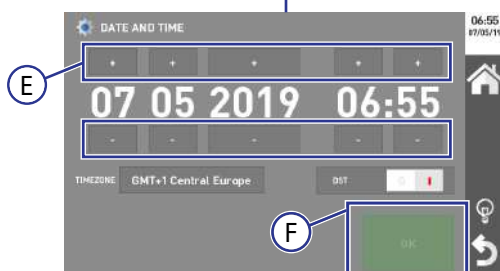 DATE AND TIME
06:55
07/05/19
E
+ + + + +
07 05 2019 06:55
- - - - -
TIMEZONE GMT+1 Central Europe DST O I
F
OK